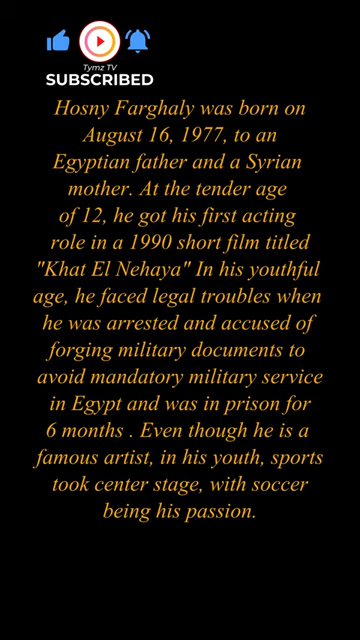 Tymz TV
SUBSCRIBED
Hosny Farghaly was born on
August 16, 1977, to an
Egyptian father and a Syrian
mother. At the tender age
of 12, he got his first acting
role in a 1990 short film titled
"Khat El Nehaya" In his youthful
age, he faced legal troubles when
he was arrested and accused of
forging military documents to
avoid mandatory military service
in Egypt and was in prison for
6 months . Even though he is a
famous artist, in his youth, sports
took center stage, with soccer
being his passion.